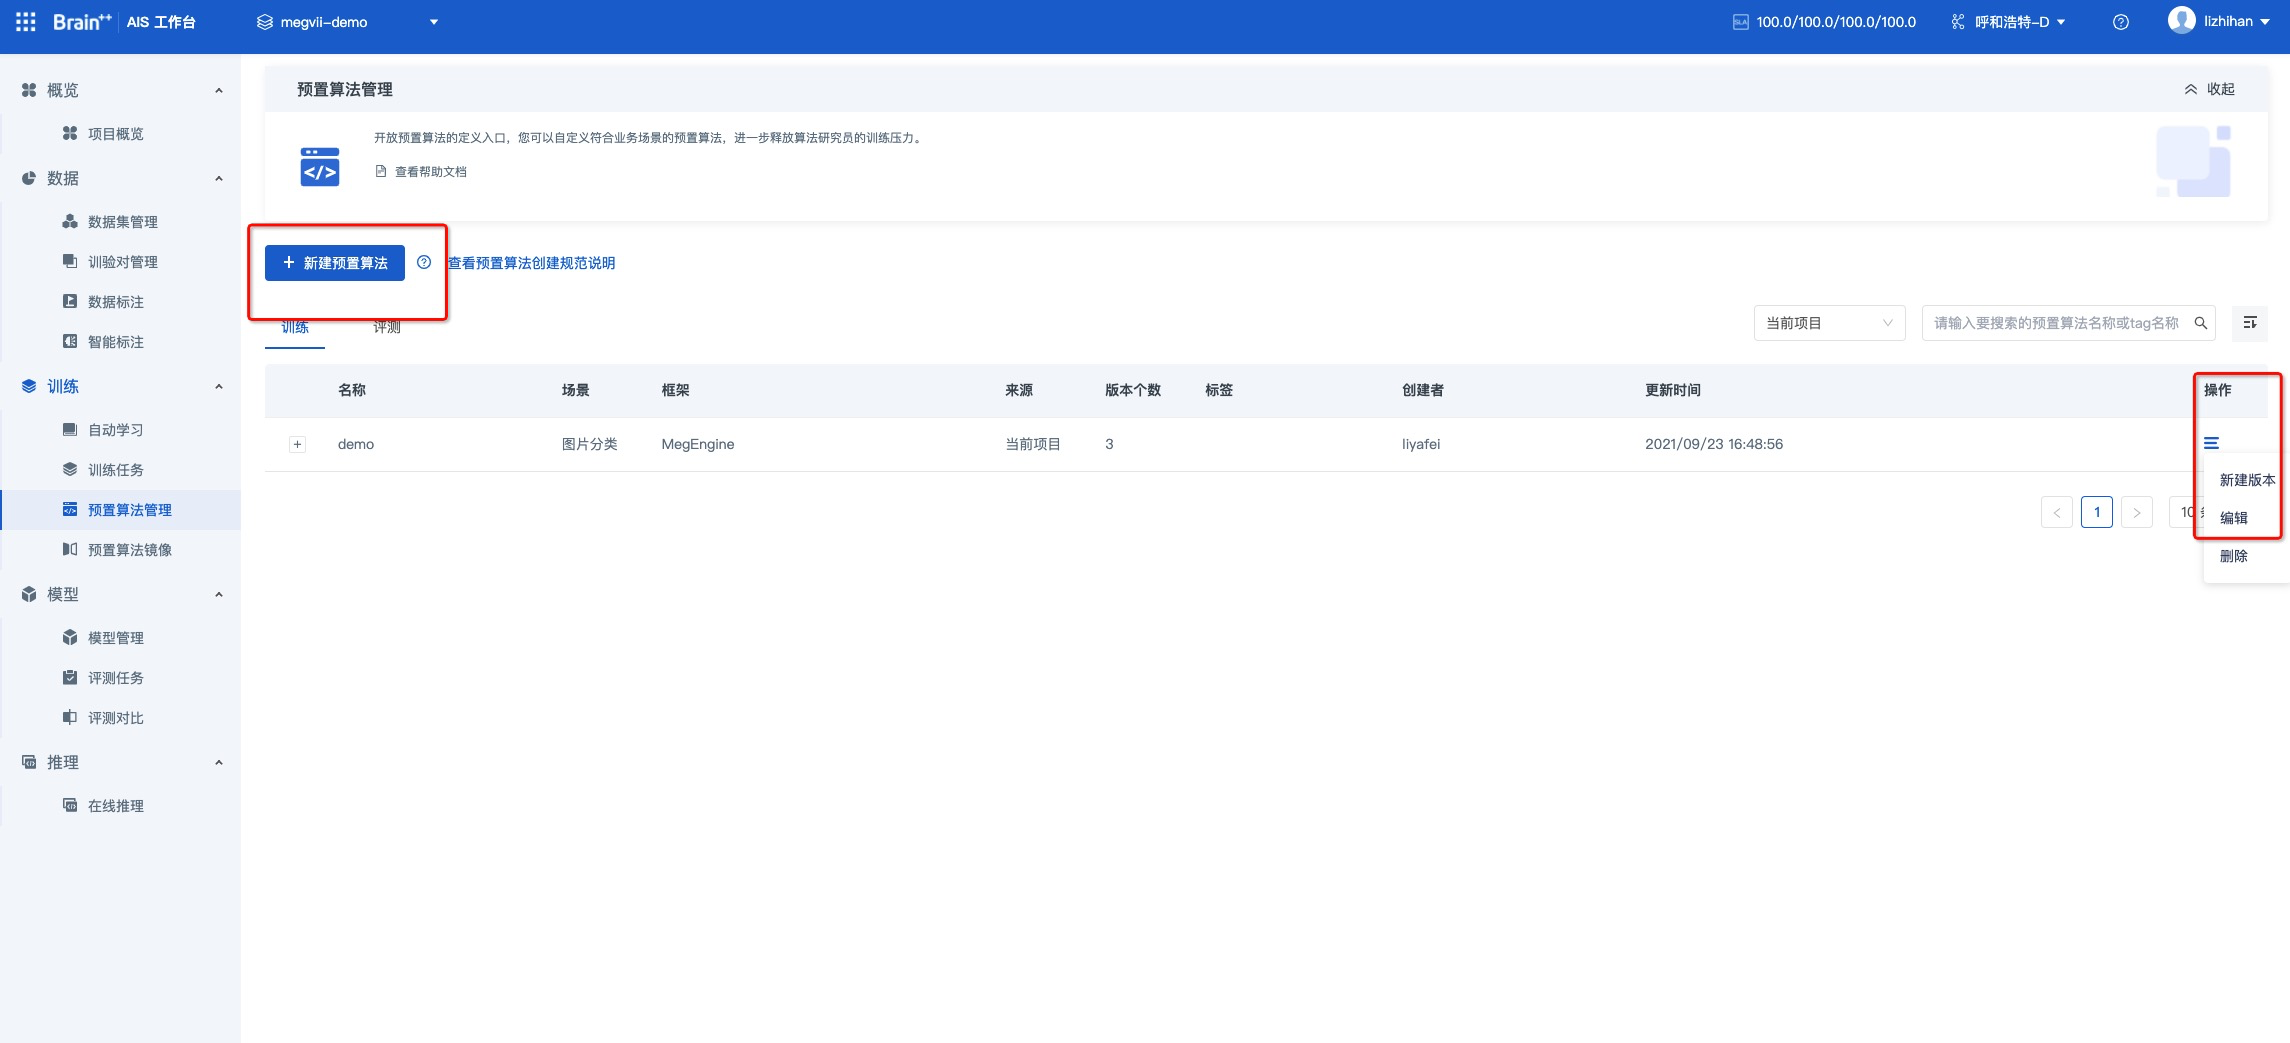 Brain++ AIS 工作台 megvii-demo SLA 100.0/100.0/100.0/100.0 呼和浩特-D lizhihan
概览
项目概览
数据
数据集管理
训验对管理
数据标注
智能标注
训练
自动学习
训练任务
预置算法管理
预置算法镜像
模型
模型管理
评测任务
评测对比
推理
在线推理
预置算法管理 收起
开放预置算法的定义入口，您可以自定义符合业务场景的预置算法，进一步释放算法研究员的训练压力。
查看帮助文档
+ 新建预置算法 查看预置算法创建规范说明
训练 评测 当前项目 请输入要搜索的预置算法名称或tag名称
名称 场景 框架 来源 版本个数 标签 创建者 更新时间 操作
demo 图片分类 MegEngine 当前项目 3 liyafei 2021/09/23 16:48:56
新建版本
< 1 > 10
编辑
删除